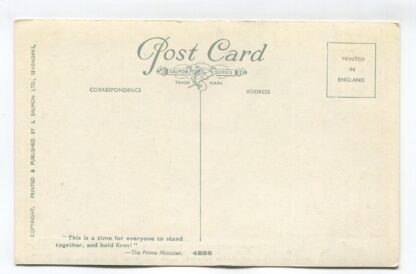 Post Card
SALMON SERIES
TRADE MARK
CORRESPONDENCE
ADDRESS
PRINTED
IN
ENGLAND
COPYRIGHT. PRINTED & PUBLISHED BY J. SALMON LTD., SEVENOAKS,
"This is a time for everyone to stand
together, and hold firm!"
—The Prime Minister.
4895